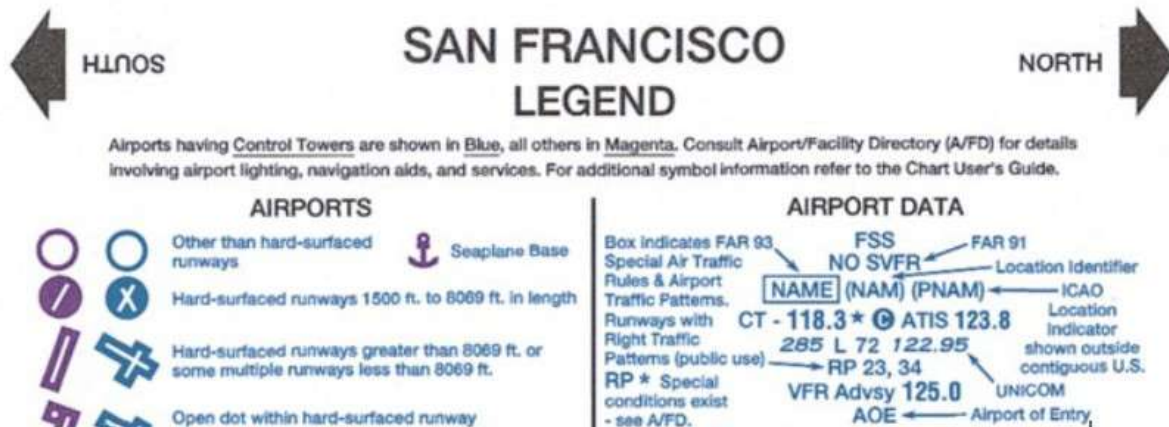 SOUTH
SAN FRANCISCO
NORTH
LEGEND
Airports having Control Towers are shown in Blue, all others in Magenta. Consult Airport/Facility Directory (A/FD) for details
involving airport lighting, navigation aids, and services. For additional symbol information refer to the Chart User's Guide.
AIRPORTS
Other than hard-surfaced
runways
Seaplane Base
Hard-surfaced runways 1500 ft. to 8069 ft. in length
Hard-surfaced runways greater than 8069 ft. or
some multiple runways less than 8069 ft.
Open dot within hard-surfaced runway
AIRPORT DATA
Box indicates FAR 93
Special Air Traffic
Rules & Airport
Traffic Patterns.
Runways with
Right Traffic
Patterns (public use)
RP * Special
conditions exist
- see A/FD.
FSS
NO SVFR
NAME (NAM) (PNAM)
CT - 118.3 * C ATIS 123.8
285 L 72 122.95
RP 23, 34
VFR Advsy 125.0
AOE
FAR 91
Location Identifier
ICAO
Location
Indicator
shown outside
contiguous U.S.
UNICOM
Airport of Entry